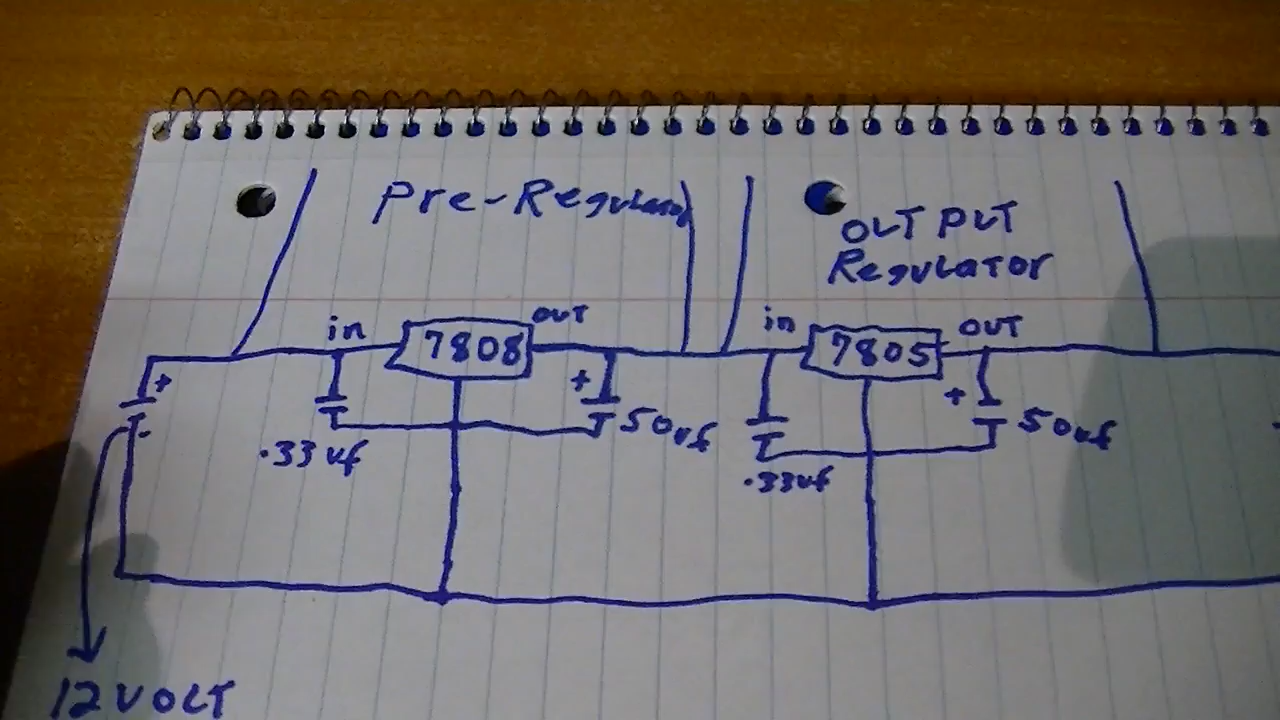 Pre-Regulator
OUTPUT
Regulator
in
7808
OUT
in
7805
OUT
+
-
.33uf
+
50uf
.33uf
+
50uf
12VOLT